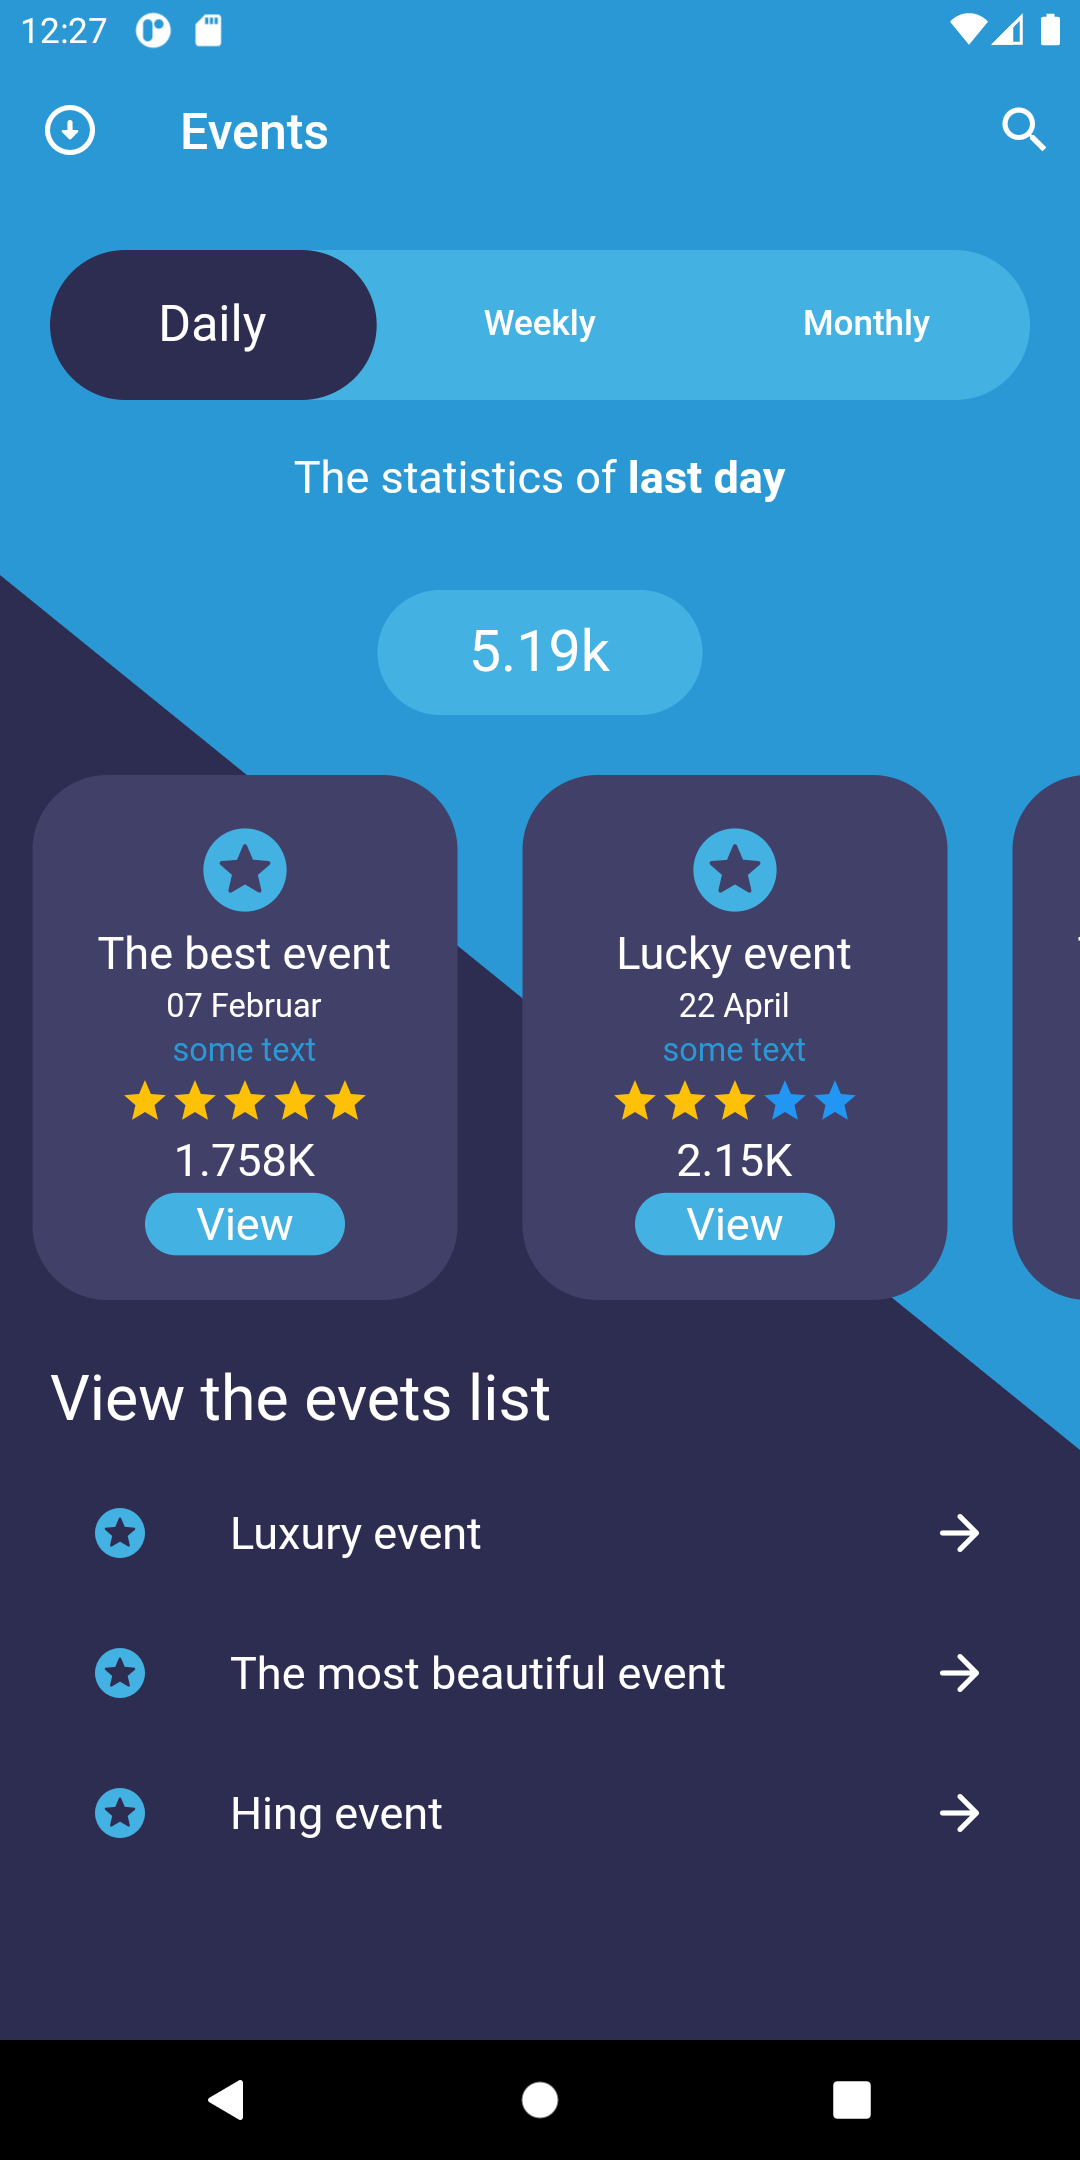 12:27
Events
Daily
Weekly
Monthly
The statistics of last day
5.19k
The best event
07 Februar
some text
1.758K
View
Lucky event
22 April
some text
2.15K
View
View the evets list
Luxury event
The most beautiful event
Hing event